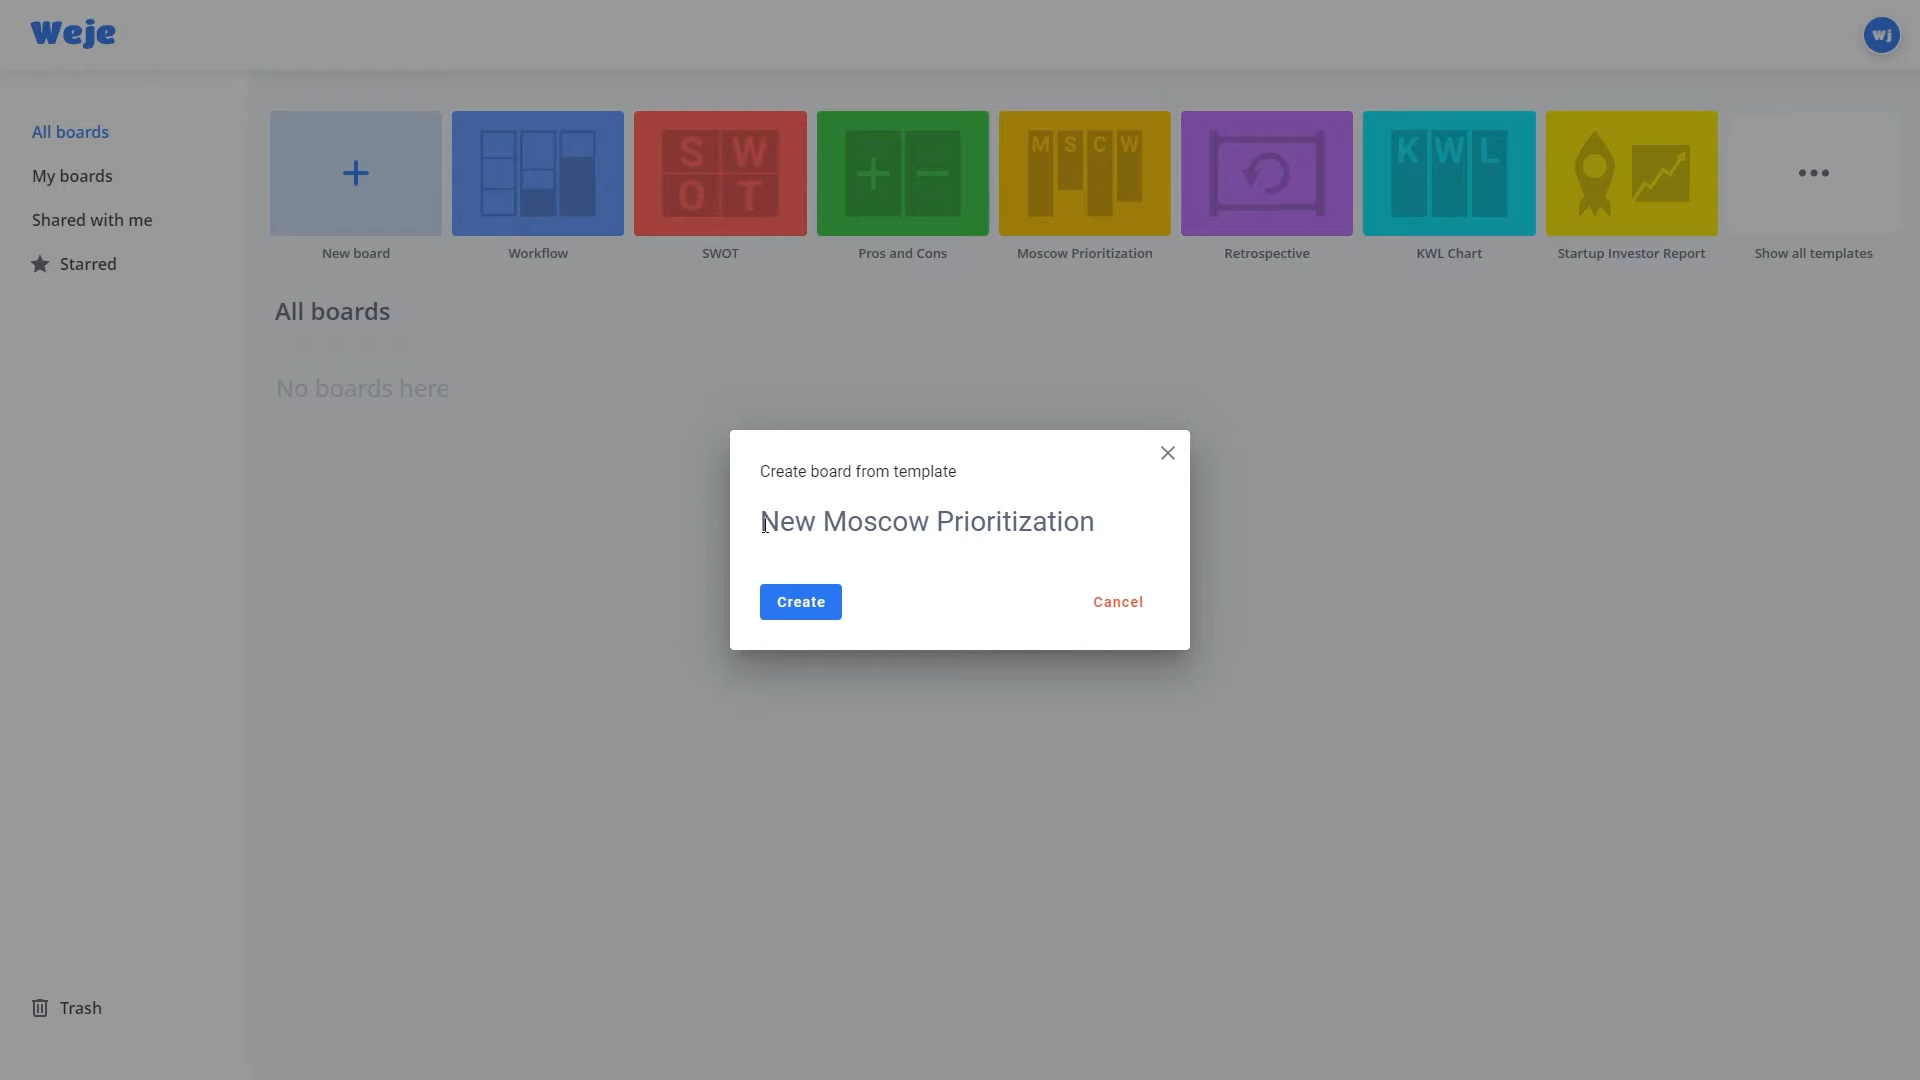 Weje
wj
All boards
My boards
Shared with me
Starred
Trash
S W
O T
M S C W
K W L
New board
Workflow
SWOT
Pros and Cons
Moscow Prioritization
Retrospective
KWL Chart
Startup Investor Report
Show all templates
All boards
No boards here
Create board from template
New Moscow Prioritization
Create
Cancel